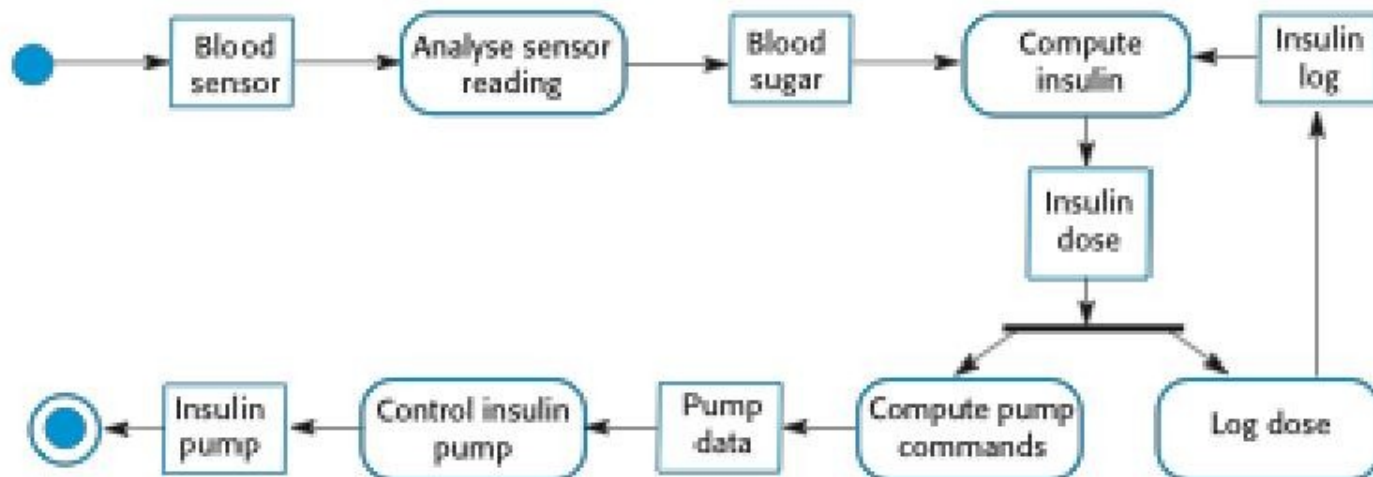 Blood
sensor
Analyse sensor
reading
Blood
sugar
Compute
insulin
Insulin
log
Insulin
dose
Insulin
pump
Control insulin
pump
Pump
data
Compute pump
commands
Log dose